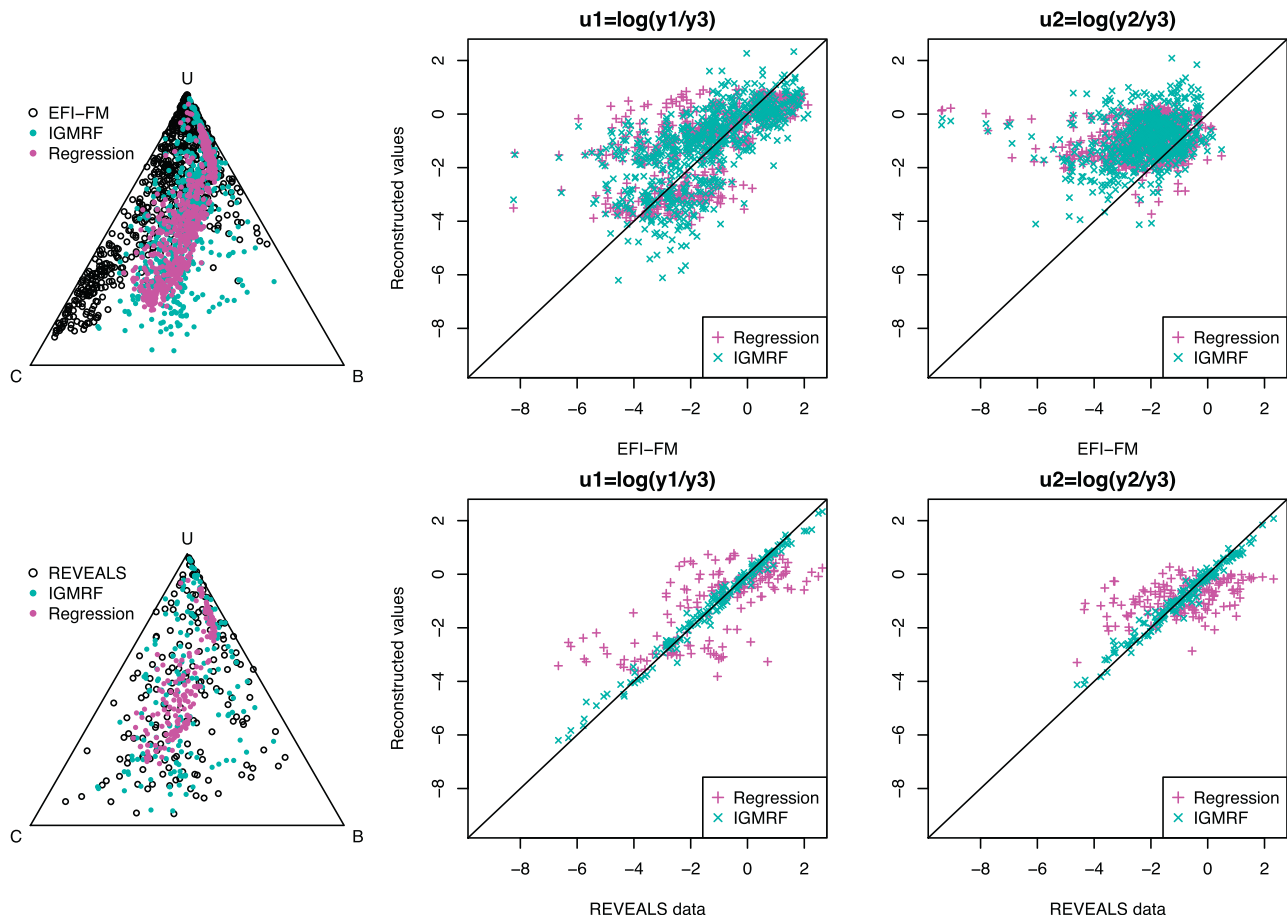 U
EFI−FM
IGMRF
Regression
C
B
u1=log(y1/y3)
Reconstructed values
2
0
−2
−4
−6
−8
Regression
IGMRF
−8 −6 −4 −2 0 2
EFI−FM
u2=log(y2/y3)
2
0
−2
−4
−6
−8
Regression
IGMRF
−8 −6 −4 −2 0 2
EFI−FM
U
REVEALS
IGMRF
Regression
C
B
u1=log(y1/y3)
Reconstructed values
2
0
−2
−4
−6
−8
Regression
IGMRF
−8 −6 −4 −2 0 2
REVEALS data
u2=log(y2/y3)
2
0
−2
−4
−6
−8
Regression
IGMRF
−8 −6 −4 −2 0 2
REVEALS data